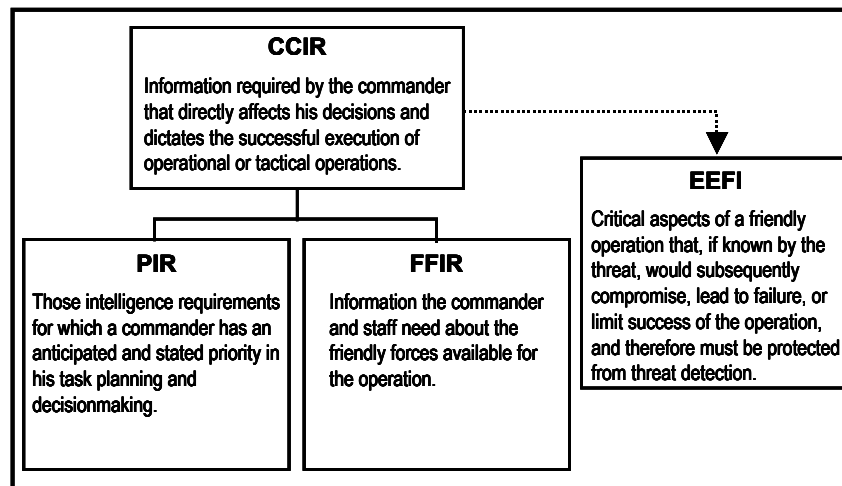 CCIR
Information required by the commander
that directly affects his decisions and
dictates the successful execution of
operational or tactical operations.
EEFI
Critical aspects of a friendly
operation that, if known by the
threat, would subsequently
compromise, lead to failure, or
limit success of the operation,
and therefore must be protected
from threat detection.
PIR
Those intelligence requirements
for which a commander has an
anticipated and stated priority in
his task planning and
decisionmaking.
FFIR
Information the commander
and staff need about the
friendly forces available for
the operation.